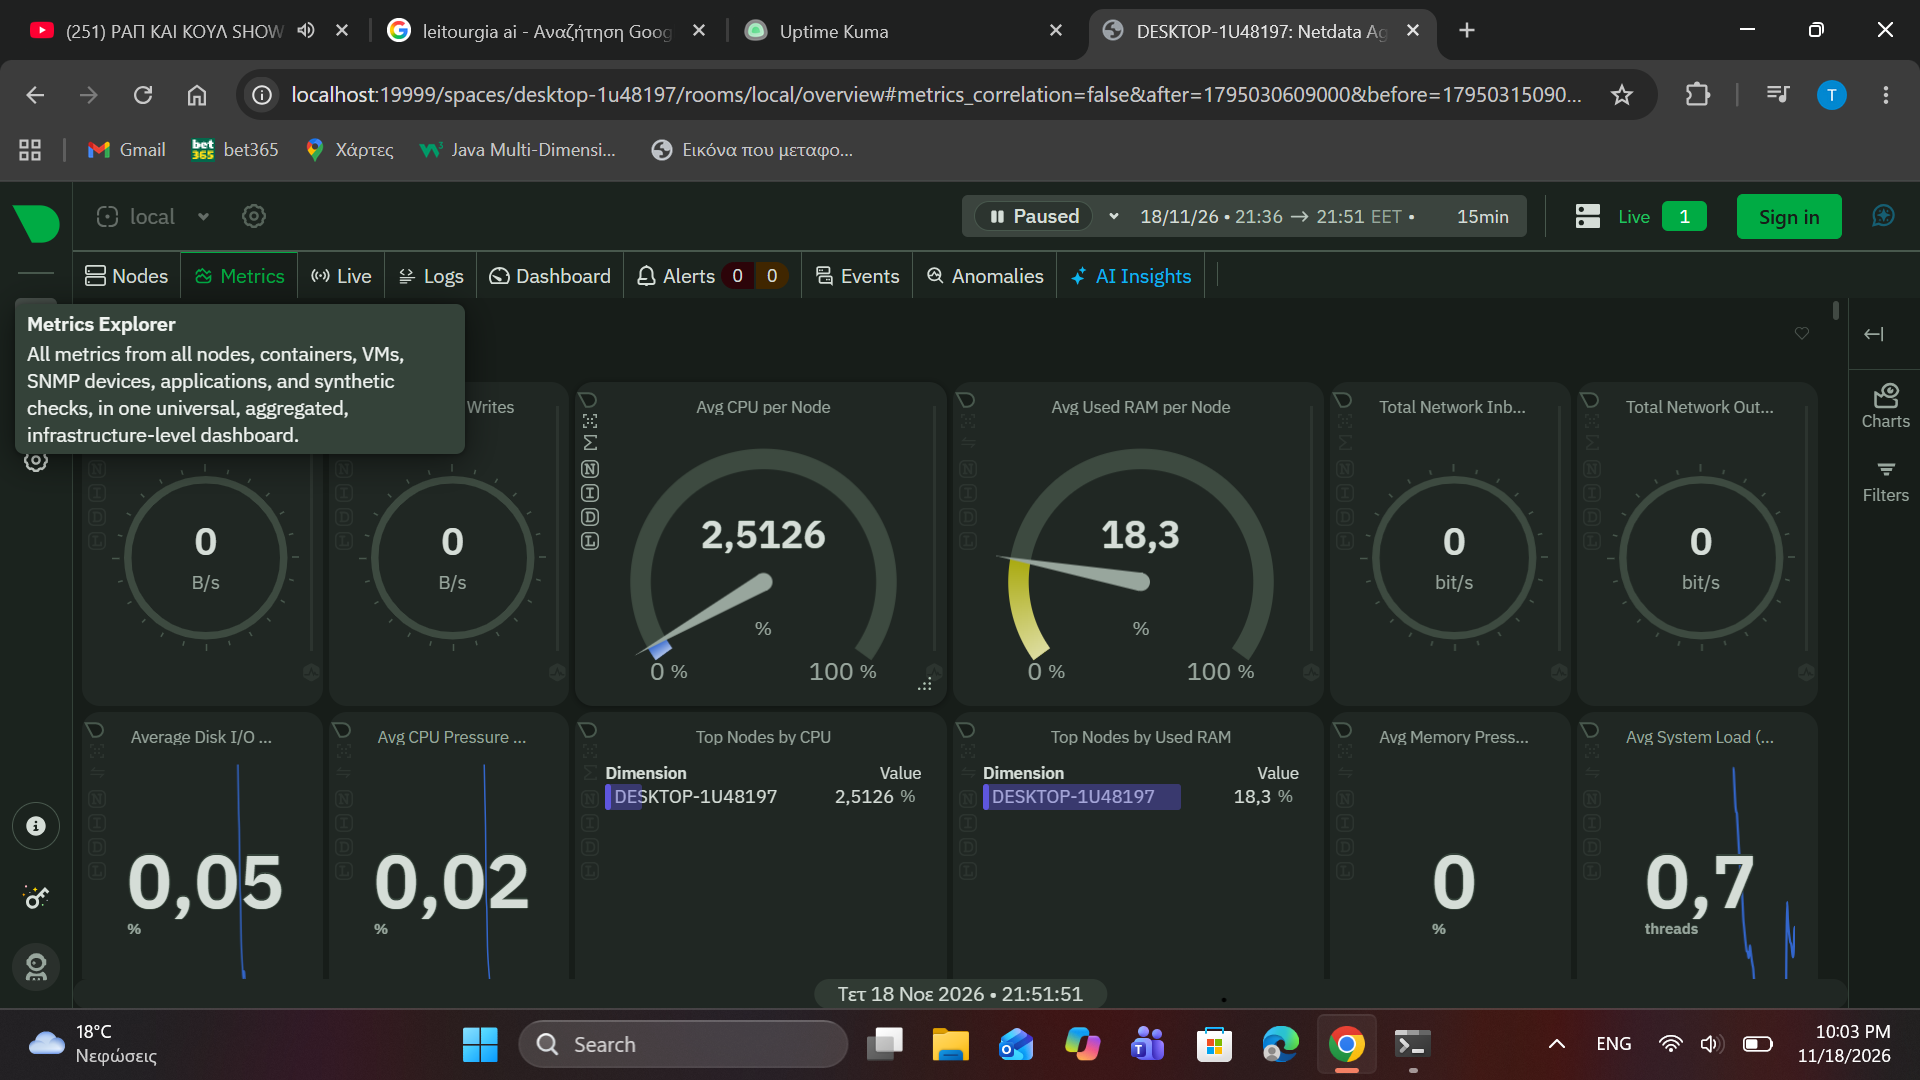 (251) ΡΑΠ ΚΑΙ ΚΟΥΛ SHOW
leitourgia ai - Αναζήτηση Goog
Uptime Kuma
DESKTOP-1U48197: Netdata Ag
localhost:19999/spaces/desktop-1u48197/rooms/local/overview#metrics_correlation=false&after=1795030609000&before=17950315090...
T
Gmail
bet365
bet365
Χάρτες
Java Multi-Dimensi...
Εικόνα που μεταφο...
local
Paused
18/11/26 • 21:36 → 21:51 EET •
15min
Live
1
Sign in
Nodes
Metrics
Live
Logs
Dashboard
Alerts 0 0
Events
Anomalies
AI Insights
Metrics Explorer
All metrics from all nodes, containers, VMs,
SNMP devices, applications, and synthetic
checks, in one universal, aggregated,
infrastructure-level dashboard.
Charts
Filters
0
B/s
N
I
D
L
Writes
0
B/s
N
I
D
L
Avg CPU per Node
2,5126
%
0 %
100 %
N
I
D
L
Avg Used RAM per Node
18,3
%
0 %
100 %
N
I
D
L
Total Network Inb...
0
bit/s
N
I
D
L
Total Network Out...
0
bit/s
N
I
D
L
Average Disk I/O ...
0,05
%
N
I
D
L
Avg CPU Pressure ...
0,02
%
N
I
D
L
Top Nodes by CPU
Dimension Value
DESKTOP-1U48197 2,5126 %
N
I
D
L
Top Nodes by Used RAM
Dimension Value
DESKTOP-1U48197 18,3 %
N
I
D
L
Avg Memory Press...
0
%
N
I
D
L
Avg System Load (...
0,7
threads
N
I
D
L
Τετ 18 Νοε 2026 • 21:51:51
18°C
Νεφώσεις
Search
ENG
10:03 PM
11/18/2026